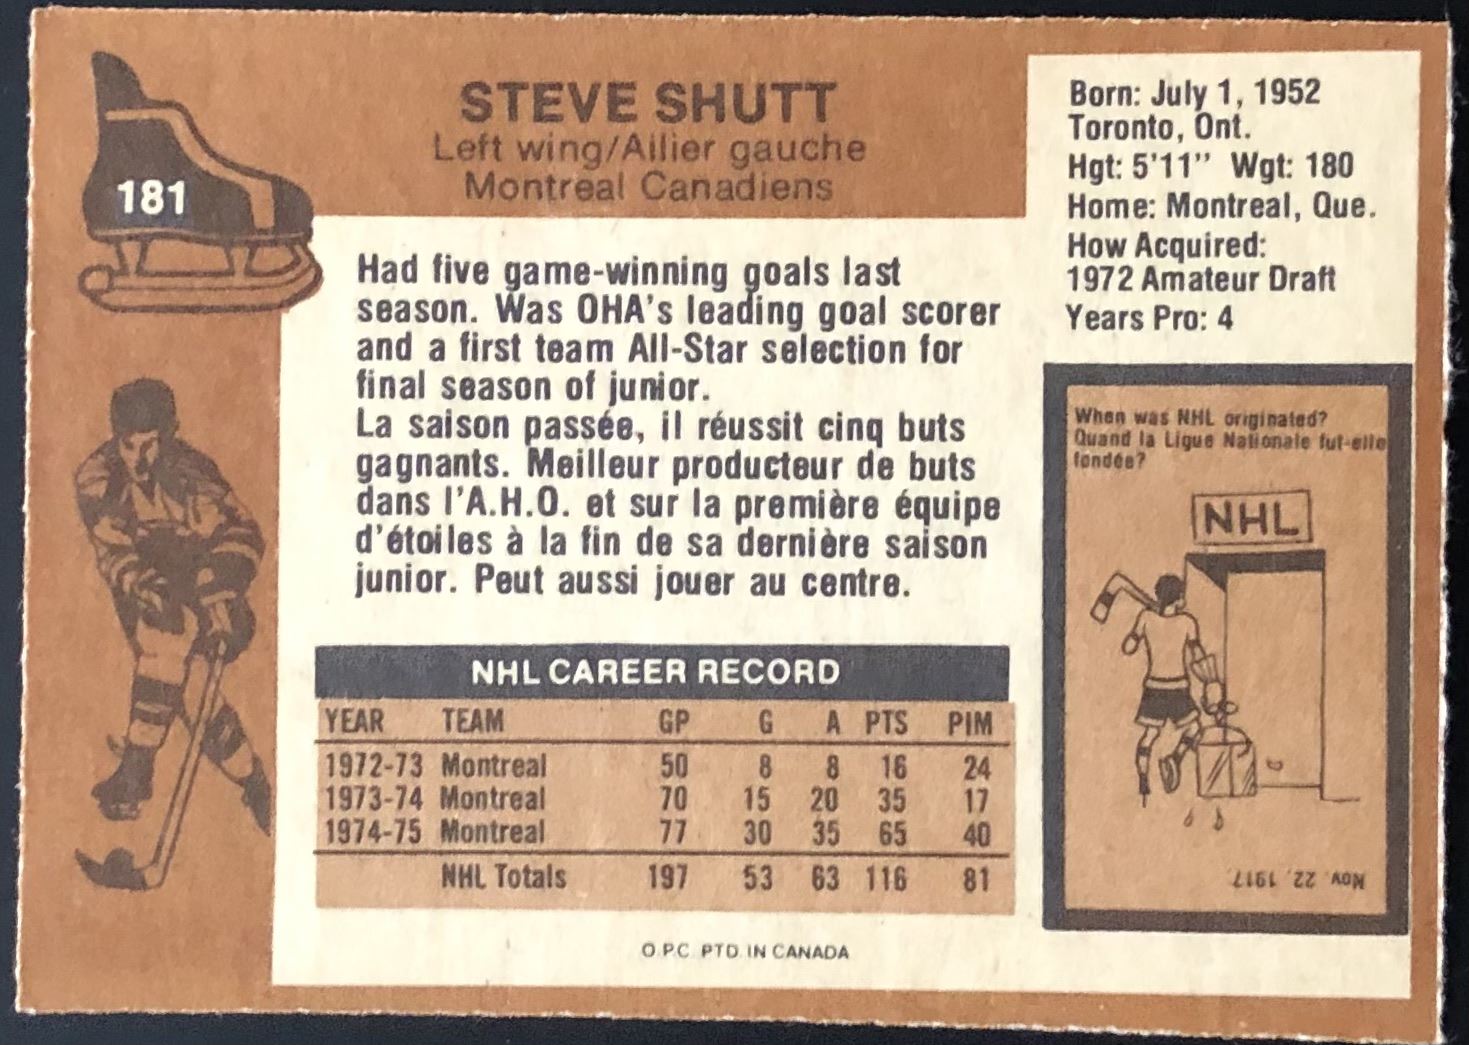 181
STEVE SHUTT
Left wing/Ailier gauche
Montreal Canadiens
Born: July 1, 1952
Toronto, Ont.
Hgt: 5'11" Wgt: 180
Home: Montreal, Que.
How Acquired:
1972 Amateur Draft
Years Pro: 4
Had five game-winning goals last
season. Was OHA's leading goal scorer
and a first team All-Star selection for
final season of junior.
La saison passée, il réussit cinq buts
gagnants. Meilleur producteur de buts
dans l'A.H.O. et sur la première équipe
d'étoiles à la fin de sa dernière saison
junior. Peut aussi jouer au centre.
When was NHL originated?
Quand la Ligue Nationale fut-elle
fondée?
NHL
Nov. 22, 1917
NHL CAREER RECORD
YEAR TEAM GP G A PTS PIM
1972-73 Montreal 50 8 8 16 24
1973-74 Montreal 70 15 20 35 17
1974-75 Montreal 77 30 35 65 40
NHL Totals 197 53 63 116 81
O.P.C. PTD. IN CANADA